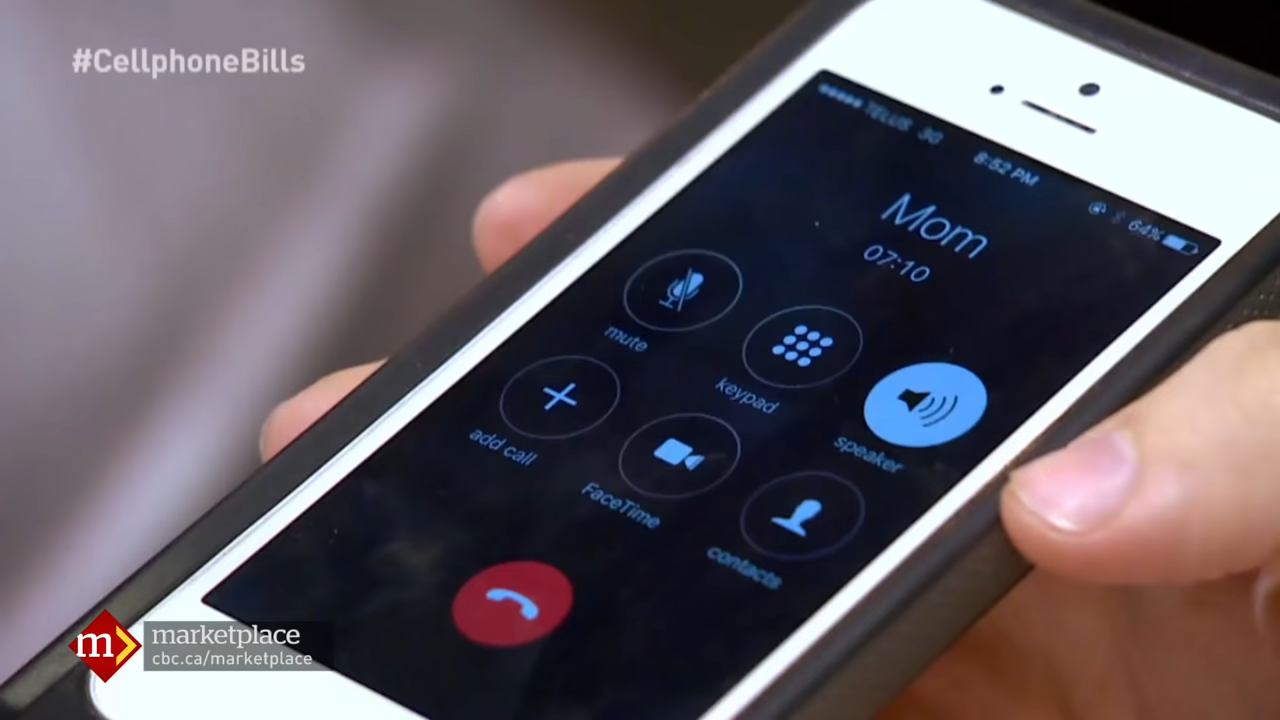 #CellphoneBills
TELUS 3G
8:52 PM
64%
Mom
07:10
mute
keypad
speaker
add call
FaceTime
contacts
m
marketplace
cbc.ca/marketplace